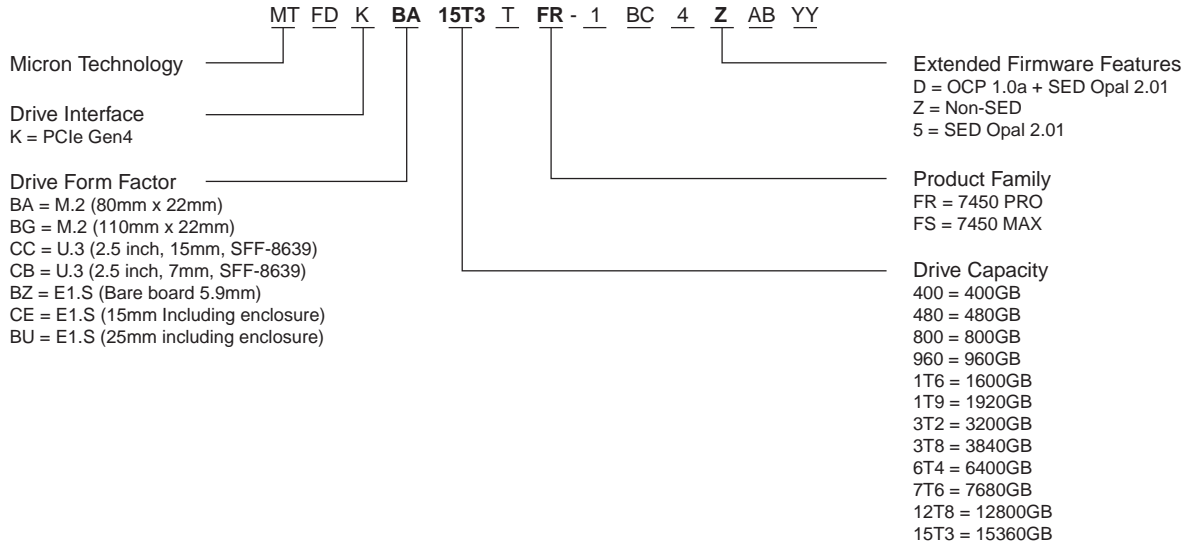 MT FD K BA 15T3 T FR - 1 BC 4 Z AB YY
Micron Technology
Drive Interface
K = PCIe Gen4
Drive Form Factor
BA = M.2 (80mm x 22mm)
BG = M.2 (110mm x 22mm)
CC = U.3 (2.5 inch, 15mm, SFF-8639)
CB = U.3 (2.5 inch, 7mm, SFF-8639)
BZ = E1.S (Bare board 5.9mm)
CE = E1.S (15mm Including enclosure)
BU = E1.S (25mm including enclosure)
Extended Firmware Features
D = OCP 1.0a + SED Opal 2.01
Z = Non-SED
5 = SED Opal 2.01
Product Family
FR = 7450 PRO
FS = 7450 MAX
Drive Capacity
400 = 400GB
480 = 480GB
800 = 800GB
960 = 960GB
1T6 = 1600GB
1T9 = 1920GB
3T2 = 3200GB
3T8 = 3840GB
6T4 = 6400GB
7T6 = 7680GB
12T8 = 12800GB
15T3 = 15360GB